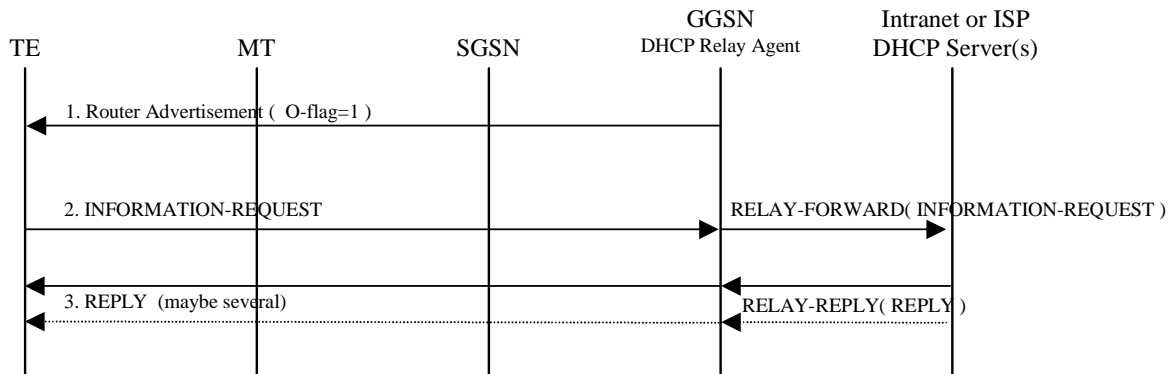 TE
MT
SGSN
GGSN
DHCP Relay Agent
Intranet or ISP
DHCP Server(s)
1. Router Advertisement ( O-flag=1 )
2. INFORMATION-REQUEST
RELAY-FORWARD( INFORMATION-REQUEST )
3. REPLY (maybe several)
RELAY-REPLY( REPLY )